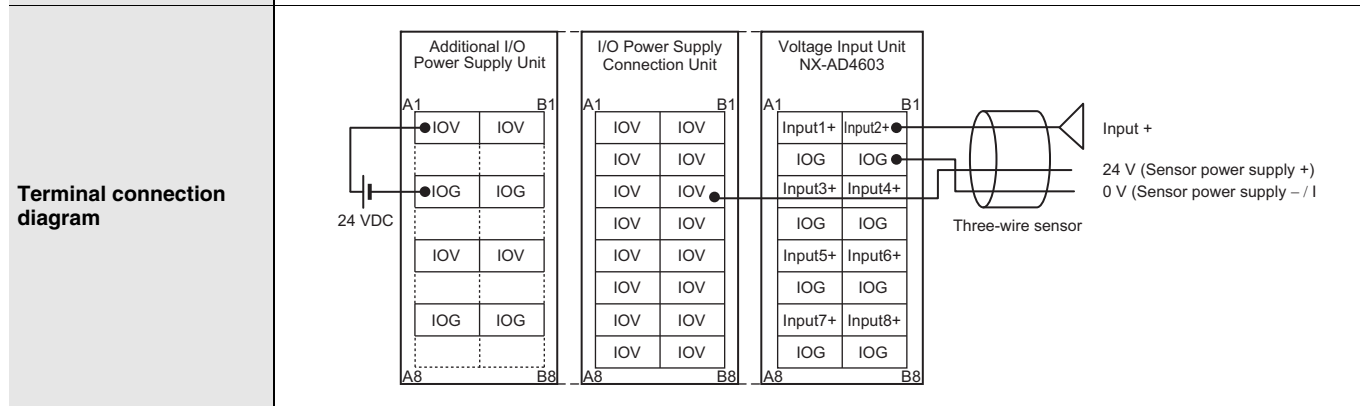 Terminal connection
diagram
Additional I/O
Power Supply Unit
A1 B1
IOV IOV
IOG IOG
IOV IOV
IOG IOG
A8 B8
24 VDC
I/O Power Supply
Connection Unit
A1 B1
IOV IOV
IOV IOV
IOV IOV
IOV IOV
IOV IOV
IOV IOV
IOV IOV
IOV IOV
A8 B8
Voltage Input Unit
NX-AD4603
A1 B1
Input1+ Input2+
IOG IOG
Input3+ Input4+
IOG IOG
Input5+ Input6+
IOG IOG
Input7+ Input8+
IOG IOG
A8 B8
Input +
24 V (Sensor power supply +)
0 V (Sensor power supply − / I
Three-wire sensor